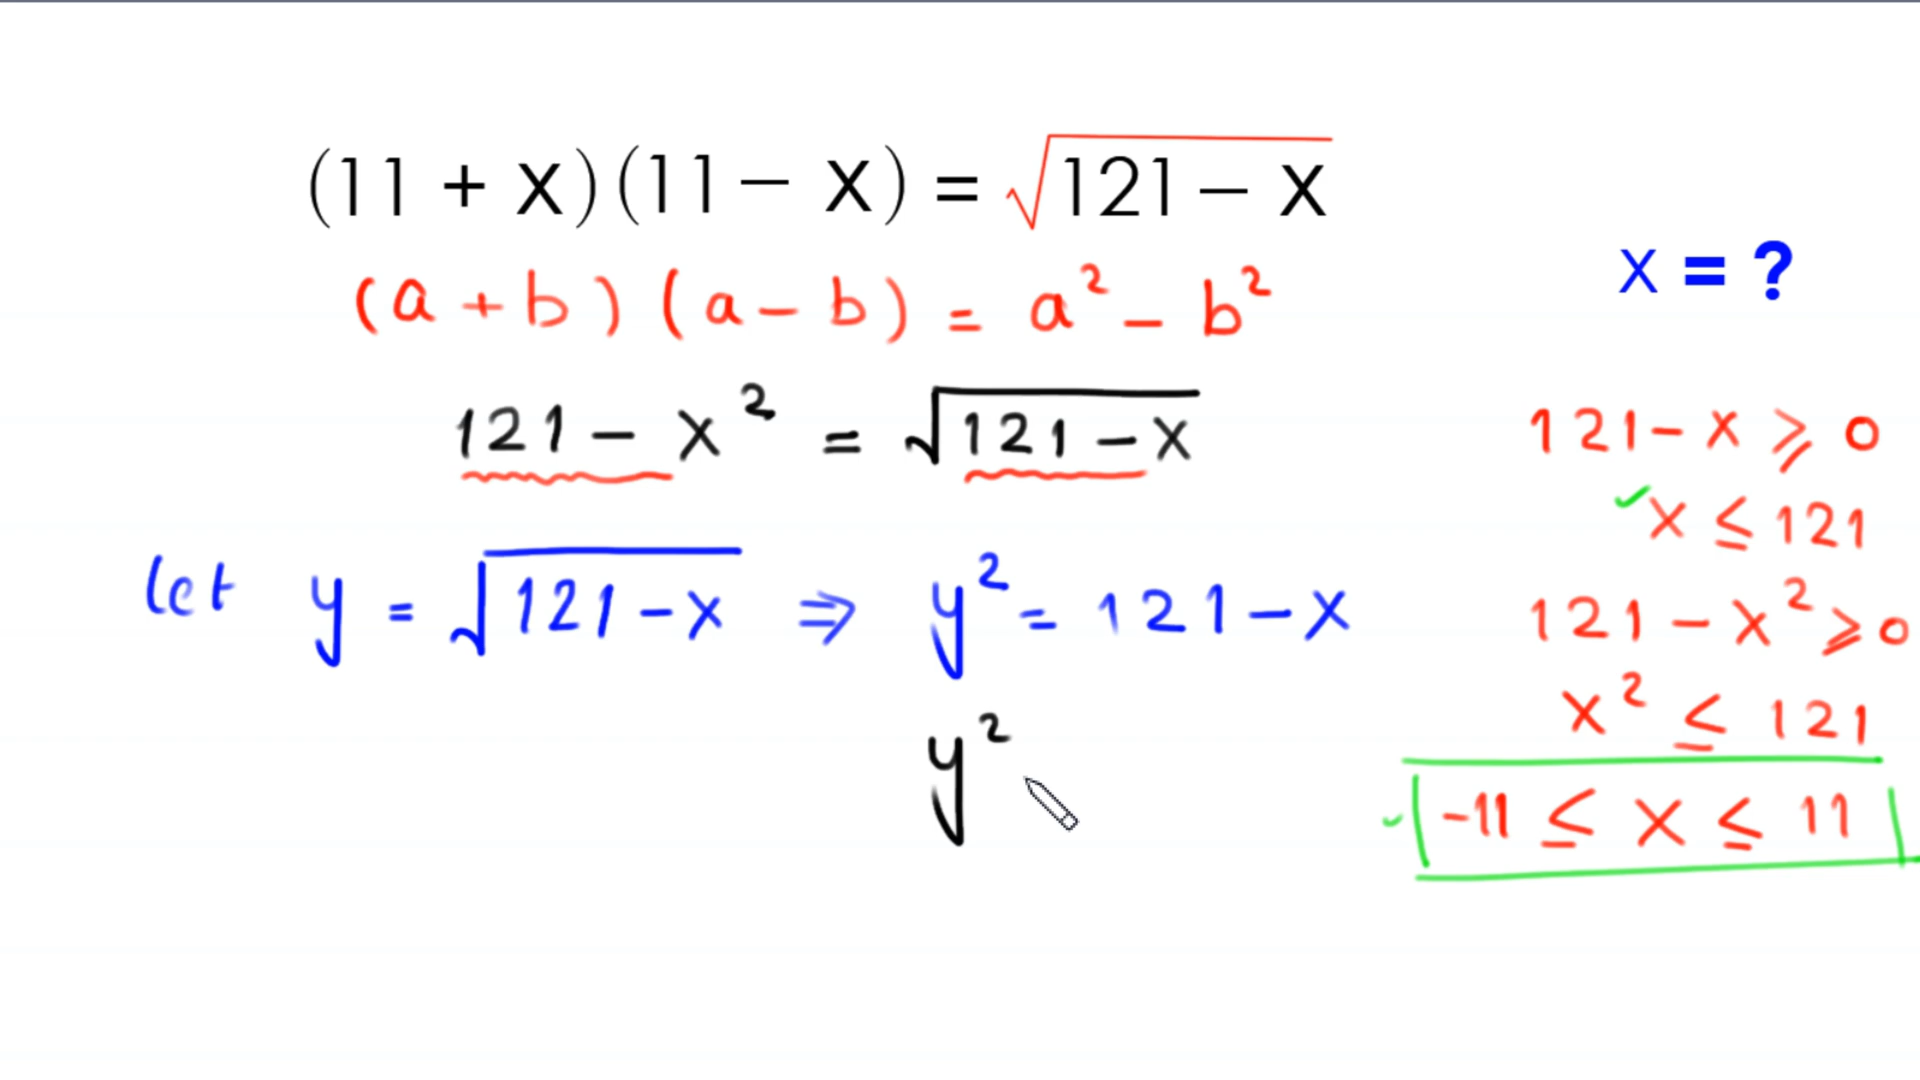 (11 + x)(11 − x) = √121 − x
x = ?
(a + b)(a − b) = a² − b²
121 − x² = √121 − x
121 − x ⩾ 0
x ≤ 121
let y = √121 − x ⇒ y² = 121 − x
121 − x² ⩾ 0
x² ≤ 121
y²
-11 ≤ x ≤ 11